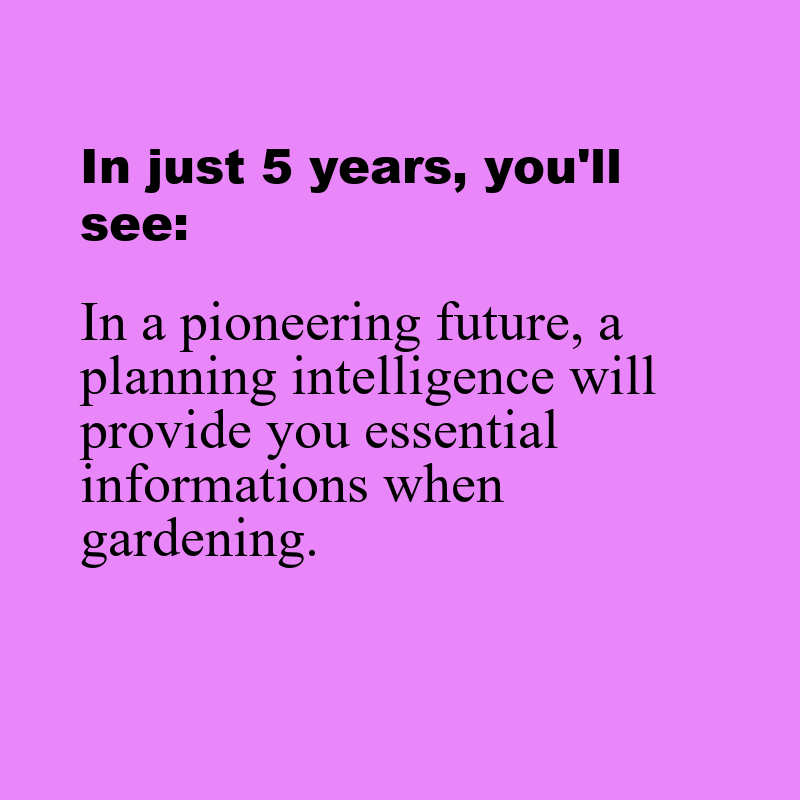 In just 5 years, you'll
see:
In a pioneering future, a
planning intelligence will
provide you essential
informations when
gardening.